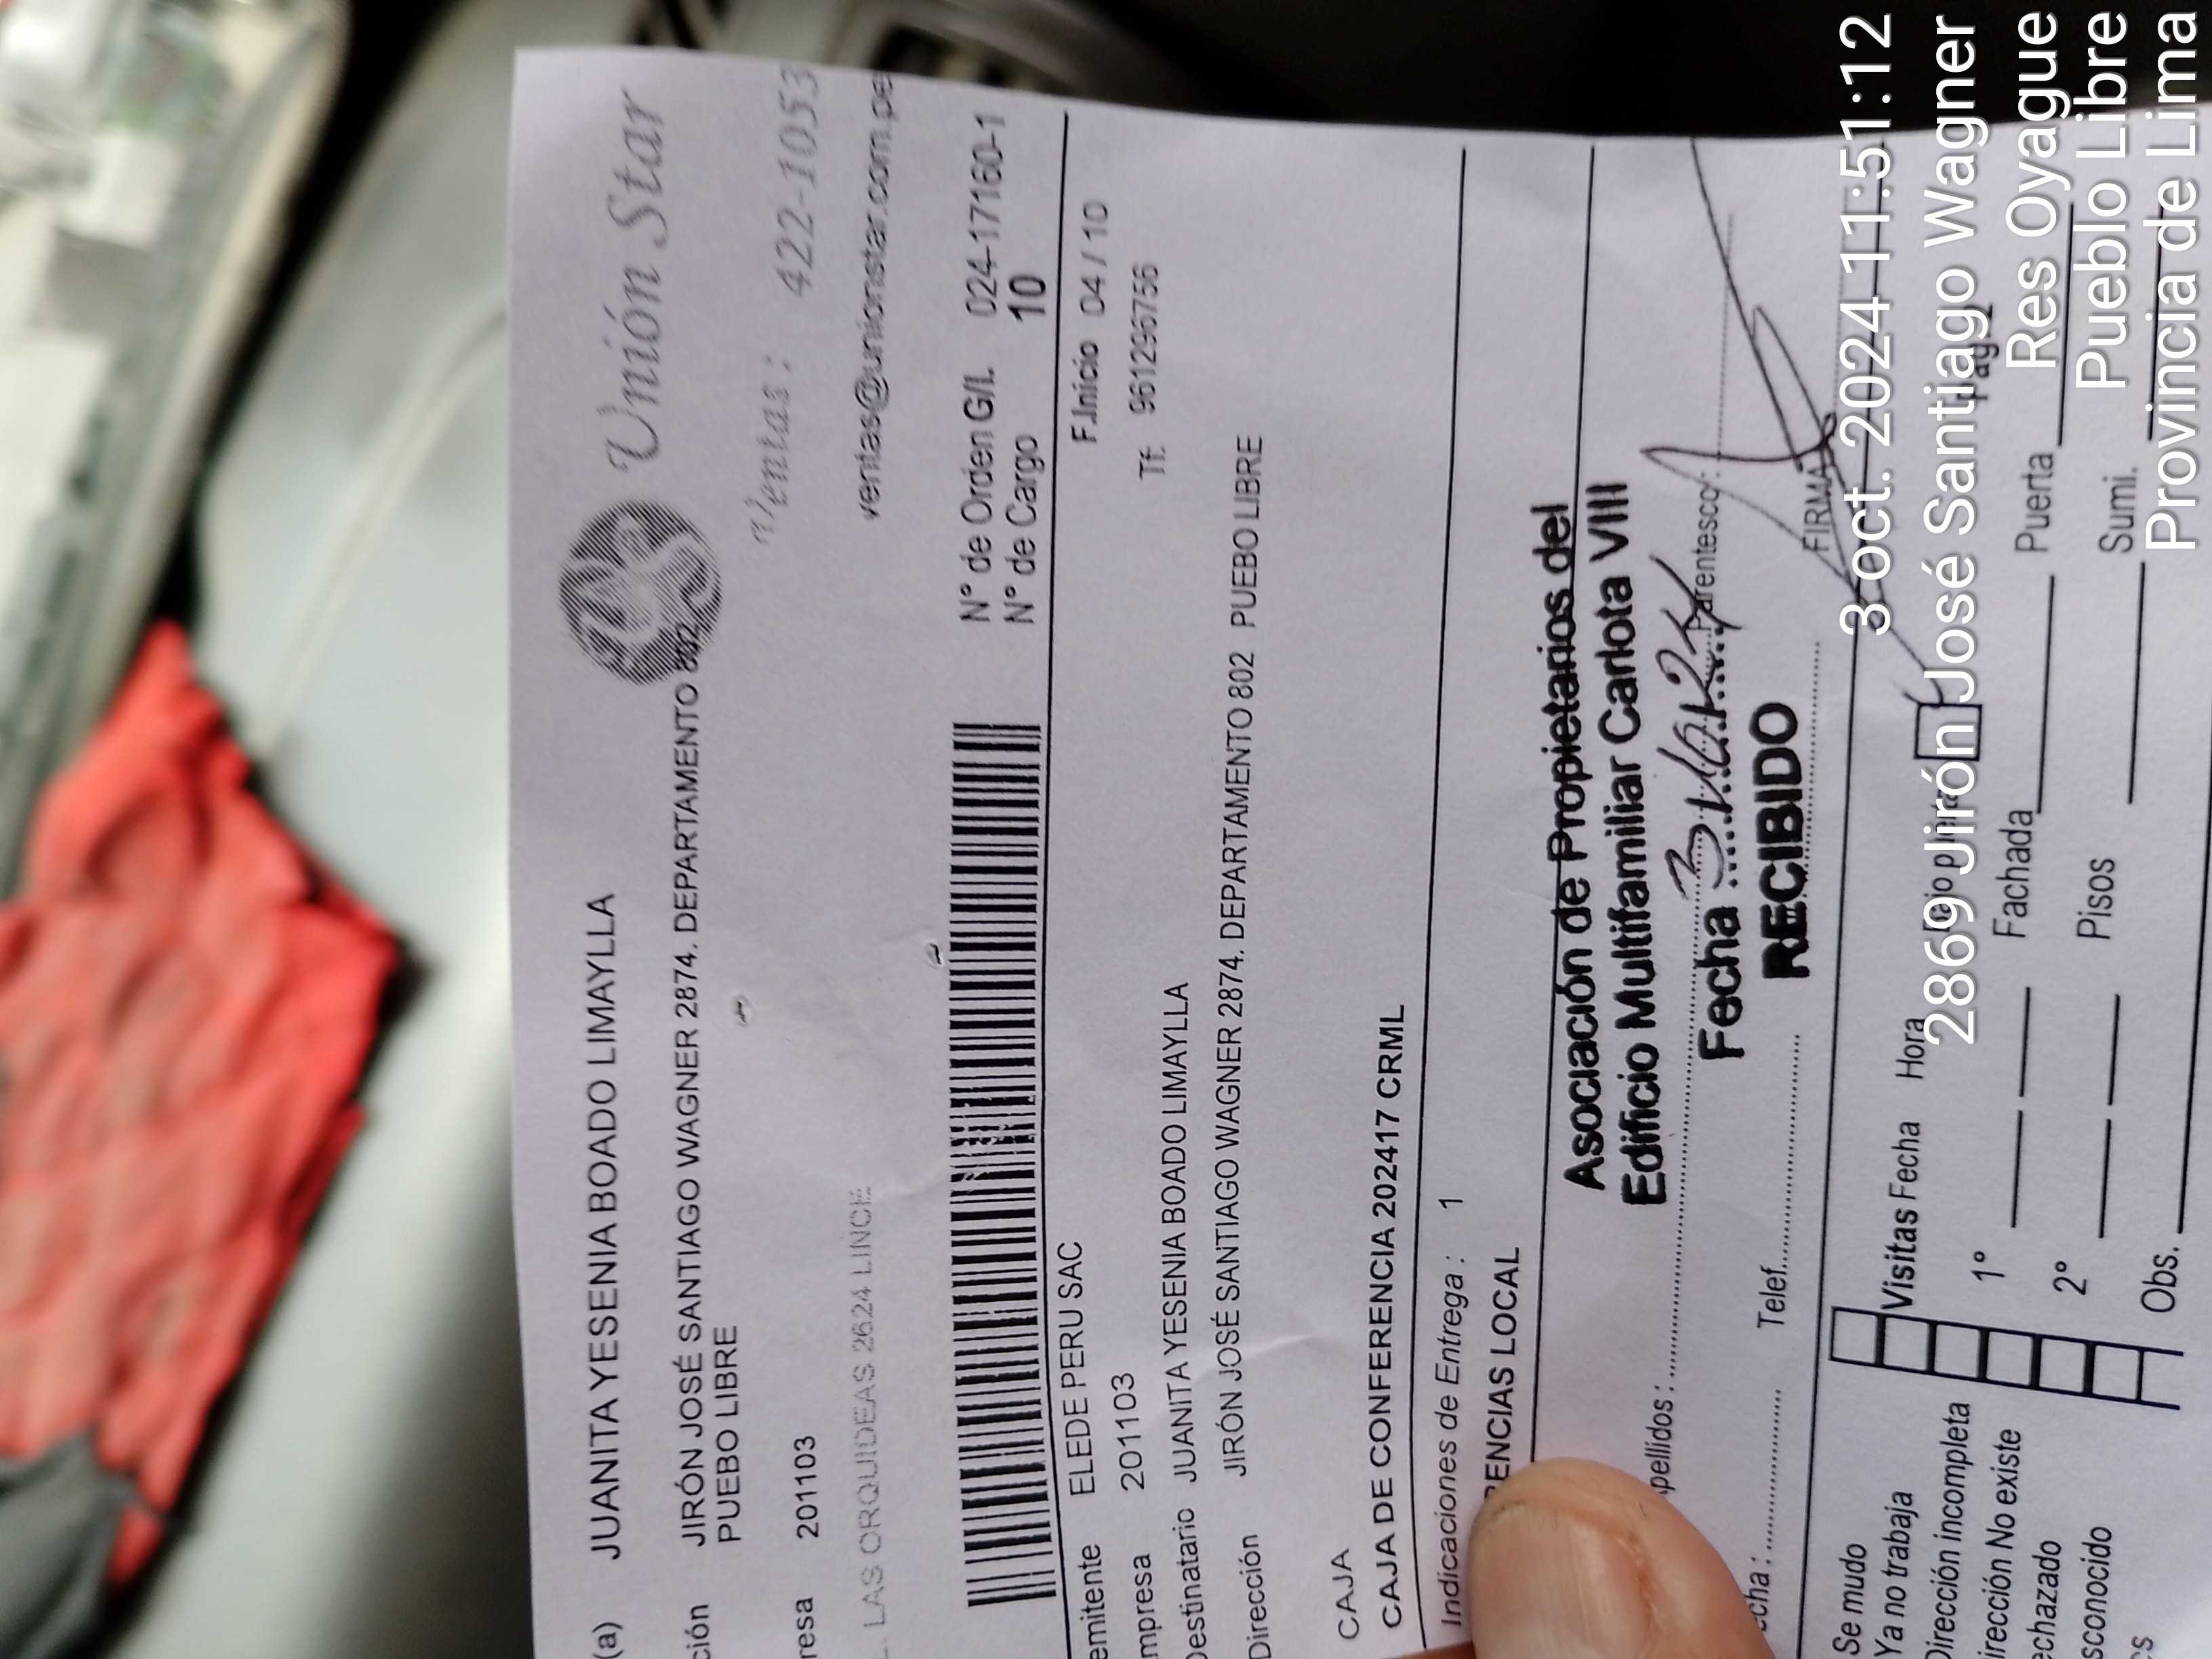 (a) JUANITA YESENIA BOADO LIMAYLLA
Unión Star
ción JIRÓN JOSÉ SANTIAGO WAGNER 2874. DEPARTAMENTO 802
PUEBO LIBRE
Ventas : 422-1053
resa 201103
ventas@unionstar.com.pe
LAS ORQUIDEAS 2624 LINCE
N° de Orden G/L 024-17160-1
N° de Cargo 10
emitente ELEDE PERU SAC
F.Inicio 04 / 10
mpresa 201103
Tf. 951296756
Destinatario JUANITA YESENIA BOADO LIMAYLLA
Dirección JIRÓN JOSÉ SANTIAGO WAGNER 2874. DEPARTAMENTO 802 PUEBO LIBRE
CAJA
CAJA DE CONFERENCIA 202417 CRML
Indicaciones de Entrega : 1
RENCIAS LOCAL
Asociación de Propietarios del
Edificio Multifamiliar Carlota VIII
pellidos :
Parentesco :
Fecha
RECIBIDO
echa : Telef.
FIRMA
Se mudo
Ya no trabaja
Dirección incompleta
irección No existe
echazado
sconocido
Visitas Fecha Hora
1°
2°
Obs.
Fachada Puerta
Pisos Sumi.
3 oct. 2024 11:51:12
2869 Jirón José Santiago Wagner
Res Oyague
Pueblo Libre
Provincia de Lima